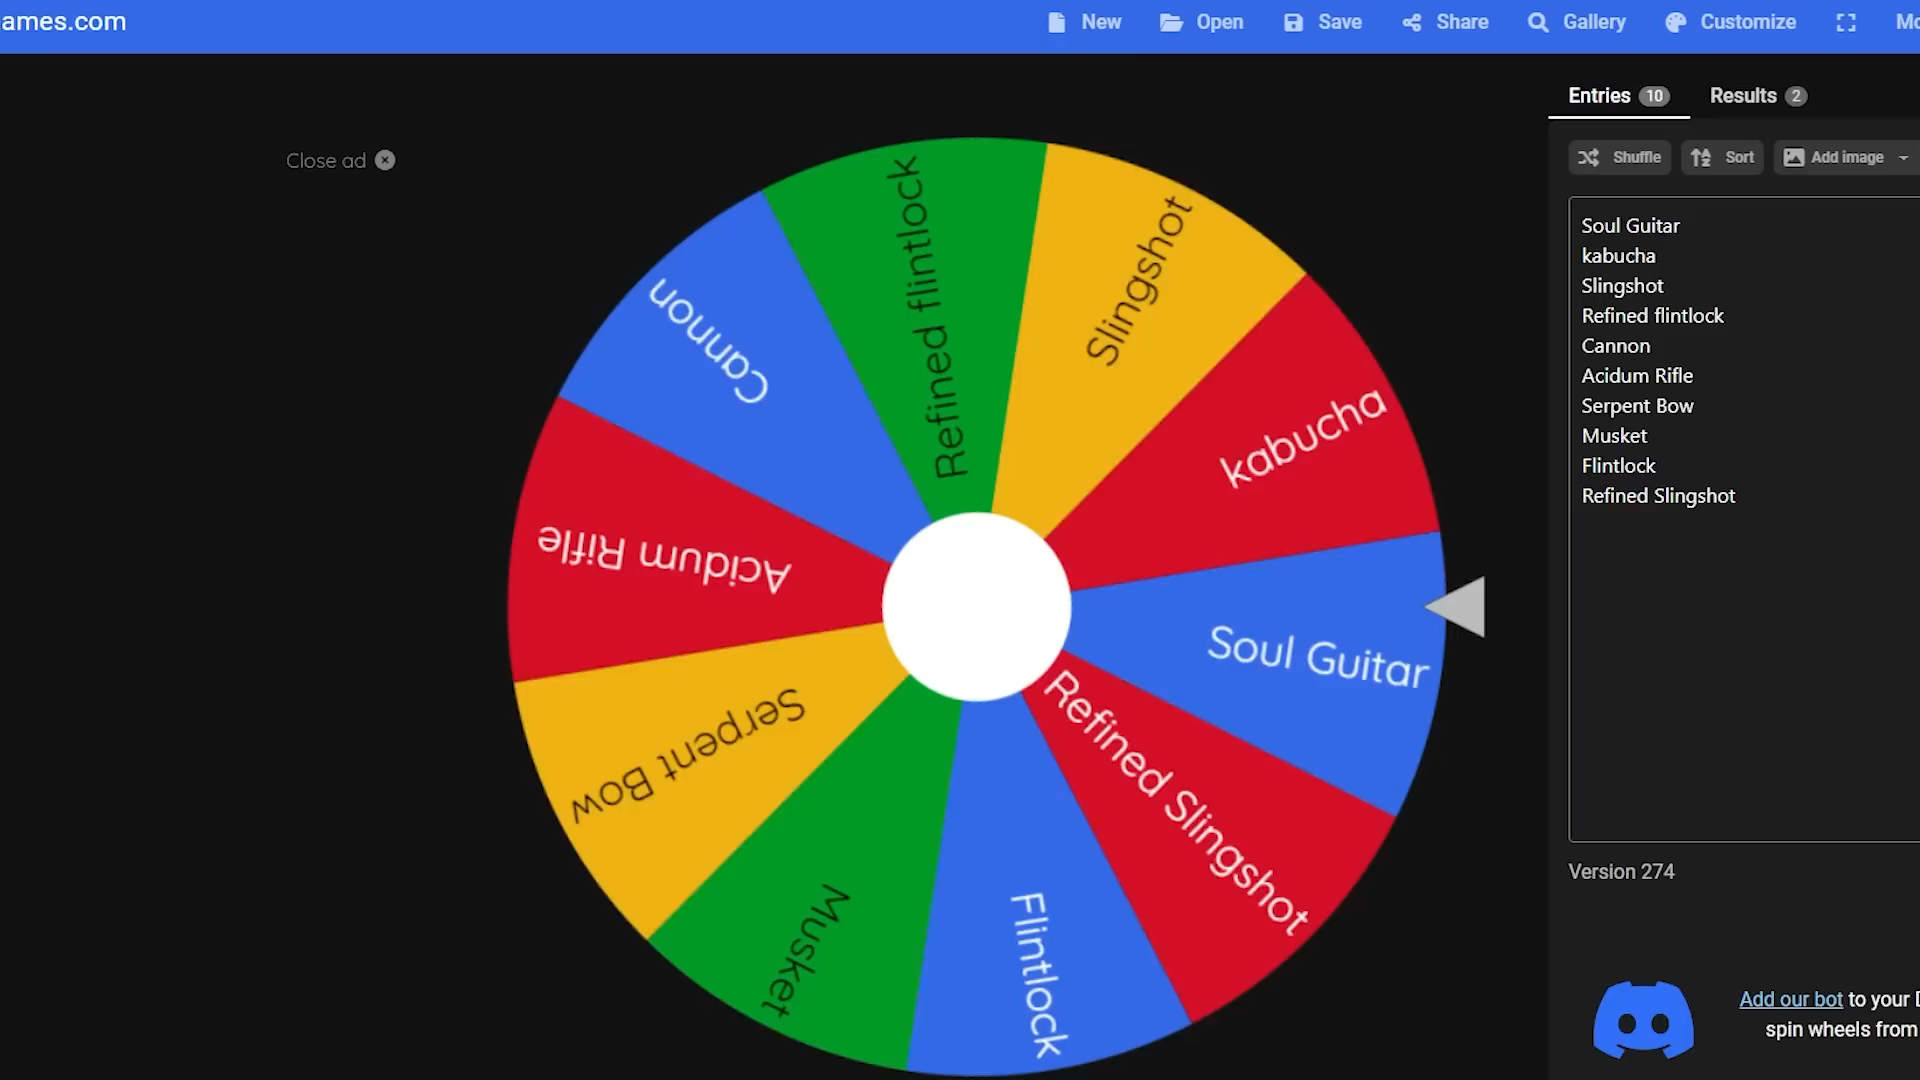 ames.com
New
Open
Save
Share
Gallery
Customize
Mo
Entries 10
Results 2
Close ad
Shuffle
Sort
Add image
Soul Guitar
kabucha
Slingshot
Refined flintlock
Cannon
Acidum Rifle
Serpent Bow
Musket
Flintlock
Refined Slingshot
Version 274
Add our bot to your D
spin wheels from
Refined flintlock
Slingshot
kabucha
Soul Guitar
Refined Slingshot
Flintlock
Musket
Serpent Bow
Acidum Rifle
Cannon